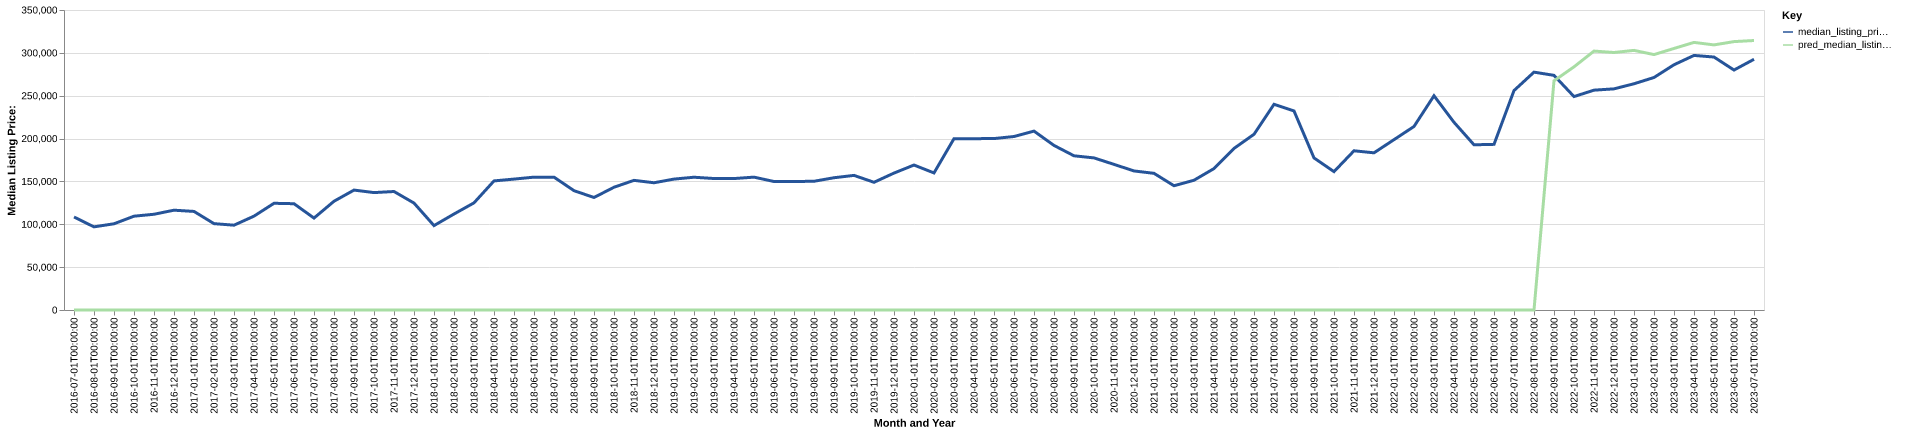 350,000
300,000
250,000
200,000
150,000
100,000
50,000
0
Median Listing Price:
2016-07-01T00:00:00
2016-08-01T00:00:00
2016-09-01T00:00:00
2016-10-01T00:00:00
2016-11-01T00:00:00
2016-12-01T00:00:00
2017-01-01T00:00:00
2017-02-01T00:00:00
2017-03-01T00:00:00
2017-04-01T00:00:00
2017-05-01T00:00:00
2017-06-01T00:00:00
2017-07-01T00:00:00
2017-08-01T00:00:00
2017-09-01T00:00:00
2017-10-01T00:00:00
2017-11-01T00:00:00
2017-12-01T00:00:00
2018-01-01T00:00:00
2018-02-01T00:00:00
2018-03-01T00:00:00
2018-04-01T00:00:00
2018-05-01T00:00:00
2018-06-01T00:00:00
2018-07-01T00:00:00
2018-08-01T00:00:00
2018-09-01T00:00:00
2018-10-01T00:00:00
2018-11-01T00:00:00
2018-12-01T00:00:00
2019-01-01T00:00:00
2019-02-01T00:00:00
2019-03-01T00:00:00
2019-04-01T00:00:00
2019-05-01T00:00:00
2019-06-01T00:00:00
2019-07-01T00:00:00
2019-08-01T00:00:00
2019-09-01T00:00:00
2019-10-01T00:00:00
2019-11-01T00:00:00
2019-12-01T00:00:00
2020-01-01T00:00:00
2020-02-01T00:00:00
2020-03-01T00:00:00
2020-04-01T00:00:00
2020-05-01T00:00:00
2020-06-01T00:00:00
2020-07-01T00:00:00
2020-08-01T00:00:00
2020-09-01T00:00:00
2020-10-01T00:00:00
2020-11-01T00:00:00
2020-12-01T00:00:00
2021-01-01T00:00:00
2021-02-01T00:00:00
2021-03-01T00:00:00
2021-04-01T00:00:00
2021-05-01T00:00:00
2021-06-01T00:00:00
2021-07-01T00:00:00
2021-08-01T00:00:00
2021-09-01T00:00:00
2021-10-01T00:00:00
2021-11-01T00:00:00
2021-12-01T00:00:00
2022-01-01T00:00:00
2022-02-01T00:00:00
2022-03-01T00:00:00
2022-04-01T00:00:00
2022-05-01T00:00:00
2022-06-01T00:00:00
2022-07-01T00:00:00
2022-08-01T00:00:00
2022-09-01T00:00:00
2022-10-01T00:00:00
2022-11-01T00:00:00
2022-12-01T00:00:00
2023-01-01T00:00:00
2023-02-01T00:00:00
2023-03-01T00:00:00
2023-04-01T00:00:00
2023-05-01T00:00:00
2023-06-01T00:00:00
2023-07-01T00:00:00
Month and Year
Key
median_listing_pri…
pred_median_listin…